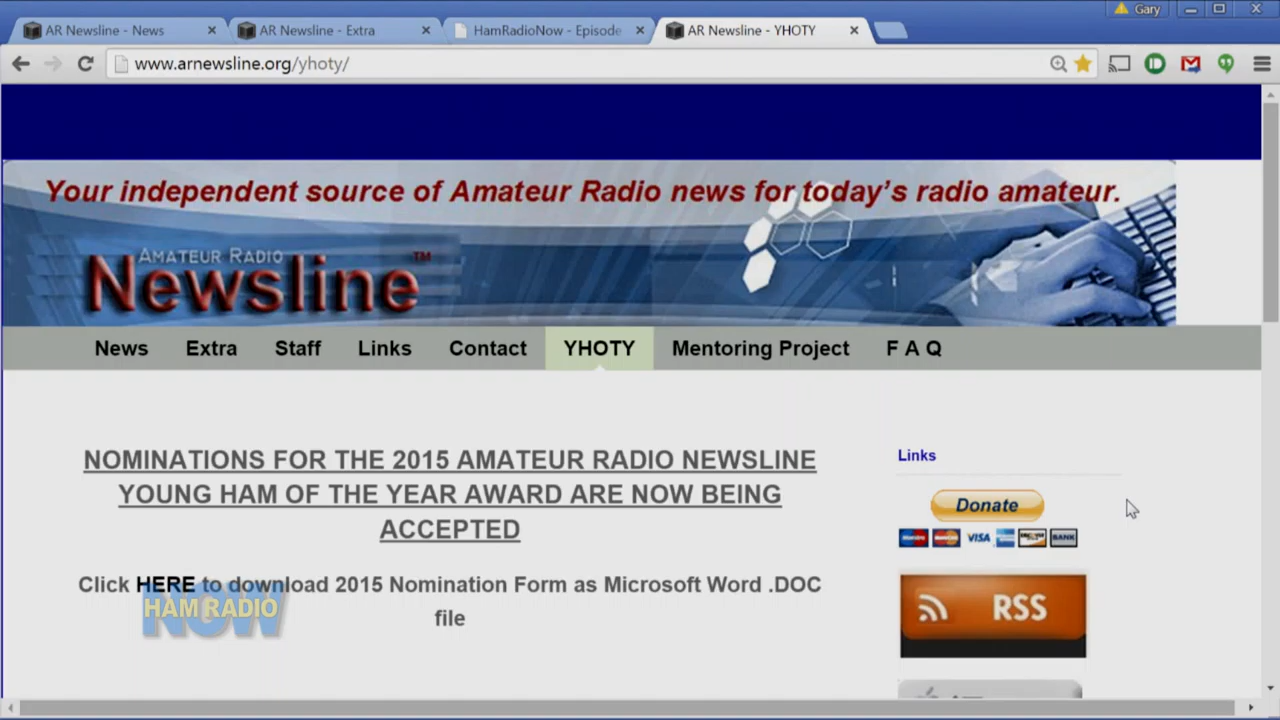 Gary
AR Newsline - News
AR Newsline - Extra
HamRadioNow - Episode
AR Newsline - YHOTY
www.arnewsline.org/yhoty/
Your independent source of Amateur Radio news for today's radio amateur.
AMATEUR RADIO
Newsline™
News Extra Staff Links Contact YHOTY Mentoring Project F A Q
NOMINATIONS FOR THE 2015 AMATEUR RADIO NEWSLINE
YOUNG HAM OF THE YEAR AWARD ARE NOW BEING
ACCEPTED
Click HERE to download 2015 Nomination Form as Microsoft Word .DOC
file
HAM RADIO
NOW
Links
Donate
VISA
BANK
RSS